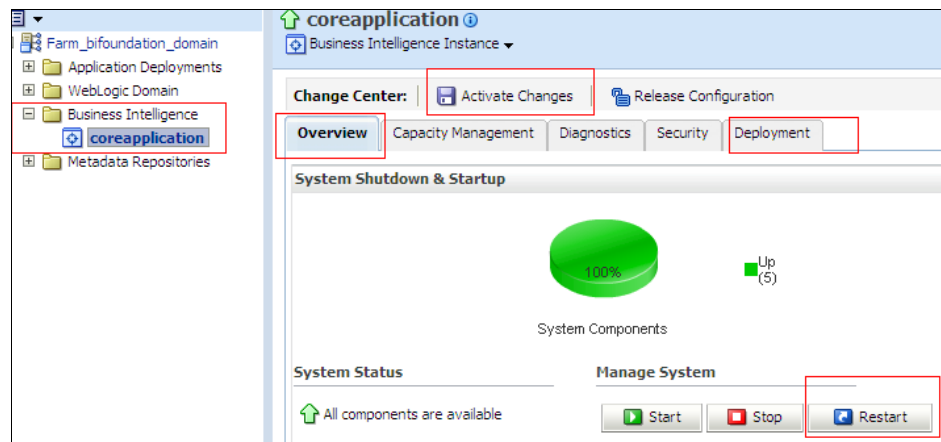 Farm_bifoundation_domain
Application Deployments
WebLogic Domain
Business Intelligence
coreapplication
Metadata Repositories
coreapplication
Business Intelligence Instance
Change Center: Activate Changes Release Configuration
Overview Capacity Management Diagnostics Security Deployment
System Shutdown & Startup
100%
Up
(5)
System Components
System Status Manage System
All components are available Start Stop Restart